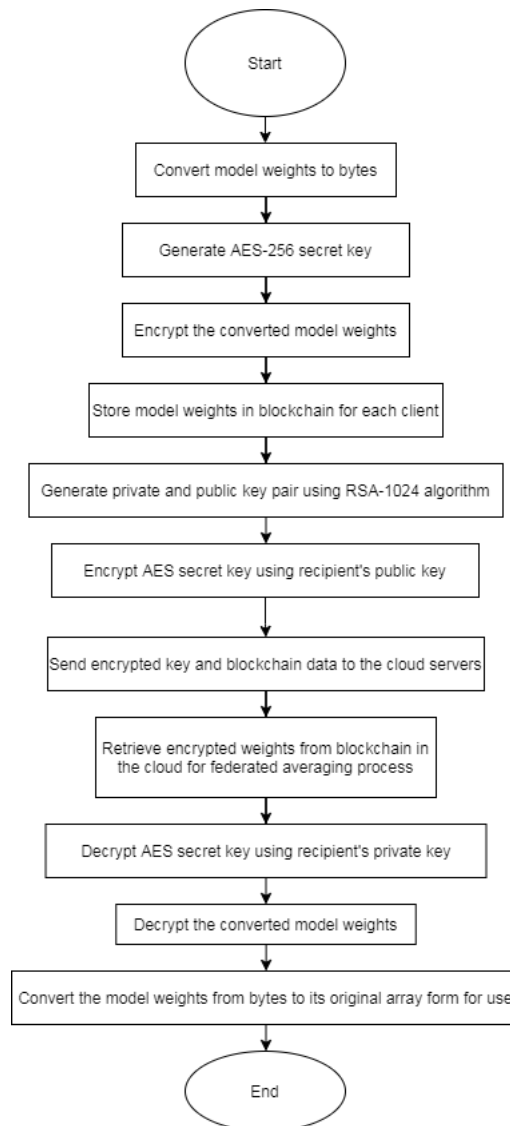 Start
Convert model weights to bytes
Generate AES-256 secret key
Encrypt the converted model weights
Store model weights in blockchain for each client
Generate private and public key pair using RSA-1024 algorithm
Encrypt AES secret key using recipient's public key
Send encrypted key and blockchain data to the cloud servers
Retrieve encrypted weights from blockchain in
the cloud for federated averaging process
Decrypt AES secret key using recipient's private key
Decrypt the converted model weights
Convert the model weights from bytes to its original array form for use
End